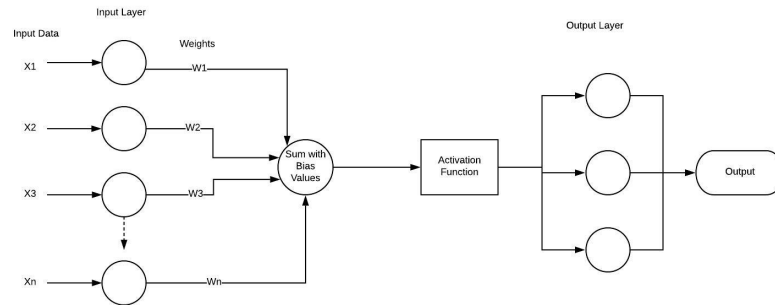 Input Layer
Output Layer
Input Data
Weights
X1
W1
X2
W2
Sum with
Bias
Values
Activation
Function
Output
X3
W3
Xn
Wn